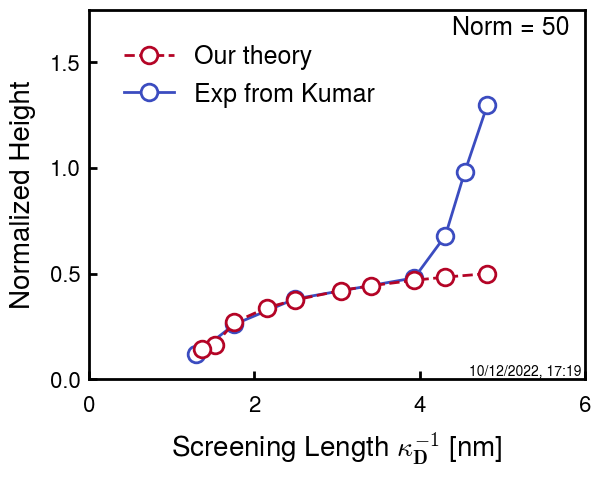 Norm = 50
Our theory
Exp from Kumar
Normalized Height
1.5
1.0
0.5
0.0
10/12/2022, 17:19
0 2 4 6
Screening Length κ_D^{-1} [nm]